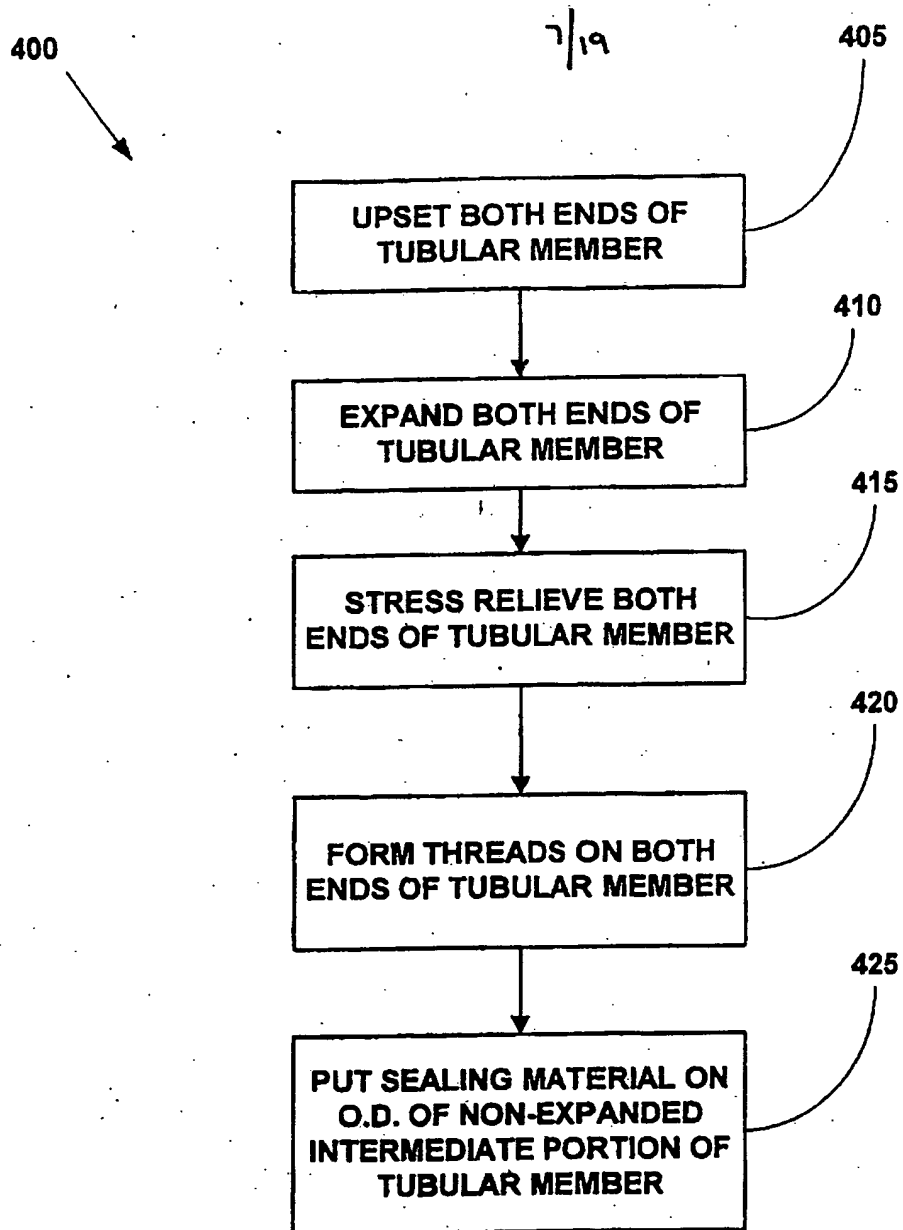 400
7/19
405
UPSET BOTH ENDS OF
TUBULAR MEMBER
410
EXPAND BOTH ENDS OF
TUBULAR MEMBER
415
STRESS RELIEVE BOTH
ENDS OF TUBULAR MEMBER
420
FORM THREADS ON BOTH
ENDS OF TUBULAR MEMBER
425
PUT SEALING MATERIAL ON
O.D. OF NON-EXPANDED
INTERMEDIATE PORTION OF
TUBULAR MEMBER